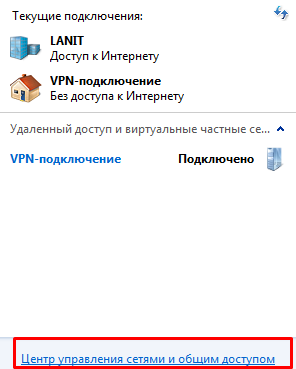 Текущие подключения:
LANIT
Доступ к Интернету
VPN-подключение
Без доступа к Интернету
Удаленный доступ и виртуальные частные се...
VPN-подключение Подключено
Центр управления сетями и общим доступом